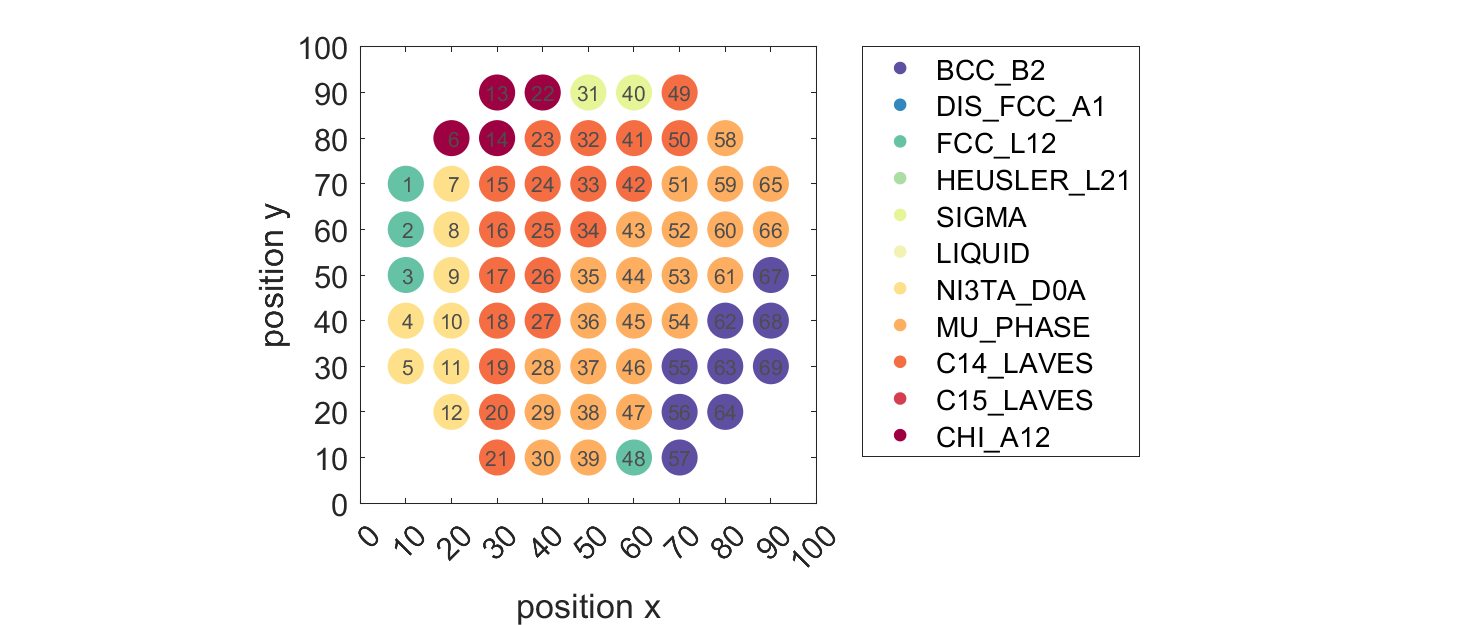 100
90
80
70
60
50
40
30
20
10
0
13 22 31 40 49
6 14 23 32 41 50 58
1 7 15 24 33 42 51 59 65
2 8 16 25 34 43 52 60 66
3 9 17 26 35 44 53 61 67
4 10 18 27 36 45 54 62 68
5 11 19 28 37 46 55 63 69
12 20 29 38 47 56 64
21 30 39 48 57
0 10 20 30 40 50 60 70 80 90 100
position x
position y
BCC_B2
DIS_FCC_A1
FCC_L12
HEUSLER_L21
SIGMA
LIQUID
NI3TA_D0A
MU_PHASE
C14_LAVES
C15_LAVES
CHI_A12